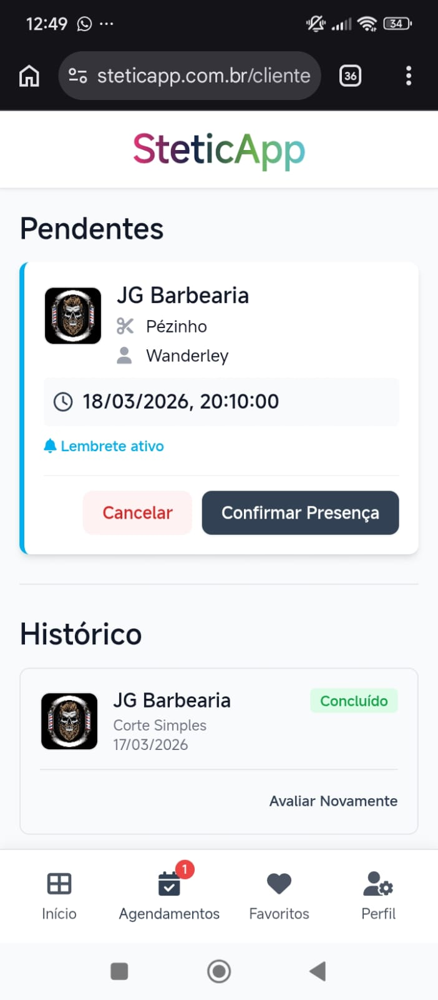 12:49
34
steticapp.com.br/cliente
36
SteticApp
Pendentes
JG Barbearia
Pézinho
Wanderley
18/03/2026, 20:10:00
Lembrete ativo
Cancelar
Confirmar Presença
Histórico
JG Barbearia
Concluído
Corte Simples
17/03/2026
Avaliar Novamente
1
Início
Agendamentos
Favoritos
Perfil